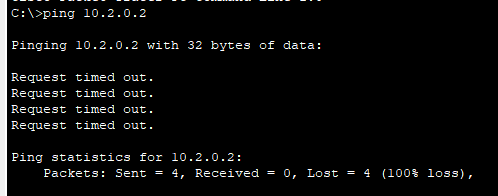 C:\>ping 10.2.0.2
Pinging 10.2.0.2 with 32 bytes of data:
Request timed out.
Request timed out.
Request timed out.
Request timed out.
Ping statistics for 10.2.0.2:
Packets: Sent = 4, Received = 0, Lost = 4 (100% loss),